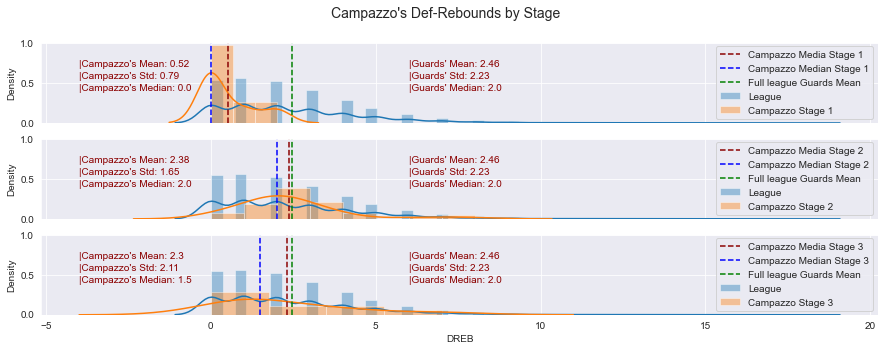 Campazzo's Def-Rebounds by Stage
1.0
0.5
0.0
Density
|Campazzo's Mean: 0.52
|Campazzo's Std: 0.79
|Campazzo's Median: 0.0
|Guards' Mean: 2.46
|Guards' Std: 2.23
|Guards' Median: 2.0
Campazzo Media Stage 1
Campazzo Median Stage 1
Full league Guards Mean
League
Campazzo Stage 1
1.0
0.5
0.0
Density
|Campazzo's Mean: 2.38
|Campazzo's Std: 1.65
|Campazzo's Median: 2.0
|Guards' Mean: 2.46
|Guards' Std: 2.23
|Guards' Median: 2.0
Campazzo Media Stage 2
Campazzo Median Stage 2
Full league Guards Mean
League
Campazzo Stage 2
1.0
0.5
0.0
Density
|Campazzo's Mean: 2.3
|Campazzo's Std: 2.11
|Campazzo's Median: 1.5
|Guards' Mean: 2.46
|Guards' Std: 2.23
|Guards' Median: 2.0
Campazzo Media Stage 3
Campazzo Median Stage 3
Full league Guards Mean
League
Campazzo Stage 3
−5 0 5 10 15 20
DREB